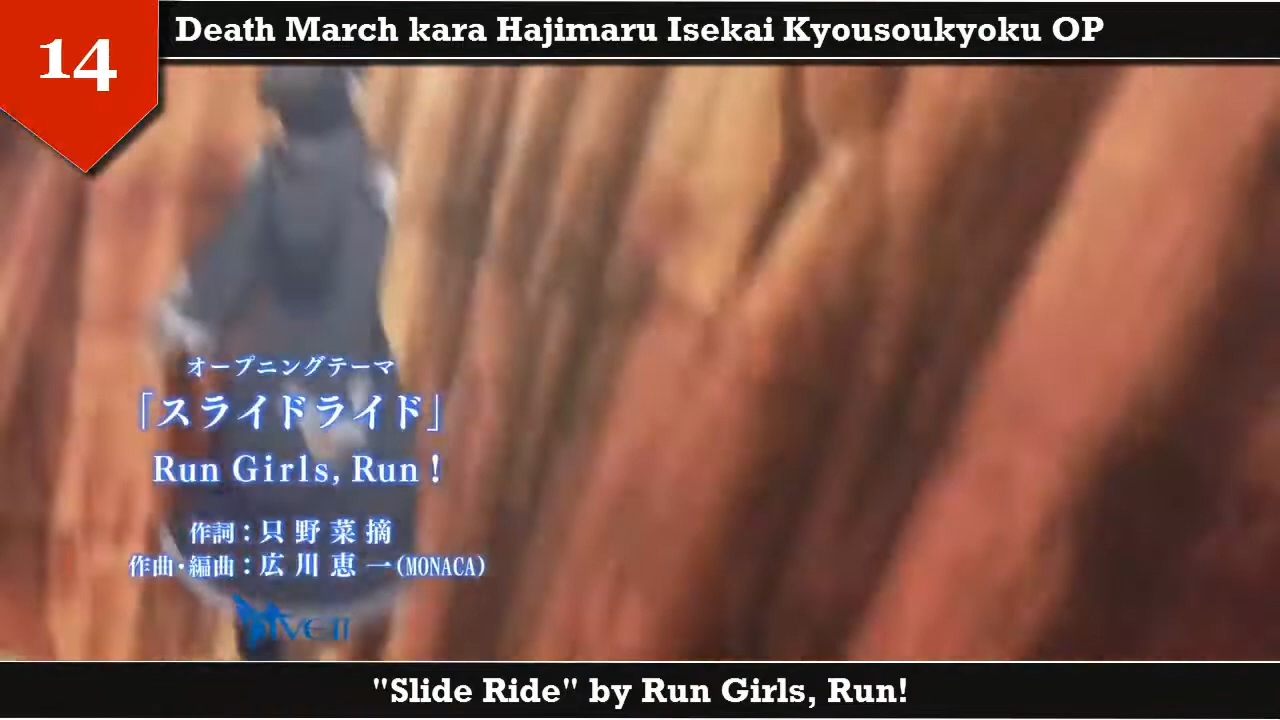 14
Death March kara Hajimaru Isekai Kyousoukyoku OP
オープニングテーマ
「スライドライド」
Run Girls, Run !
作詞：只野菜摘
作曲・編曲：広川恵一(MONACA)
DIVE II
"Slide Ride" by Run Girls, Run!